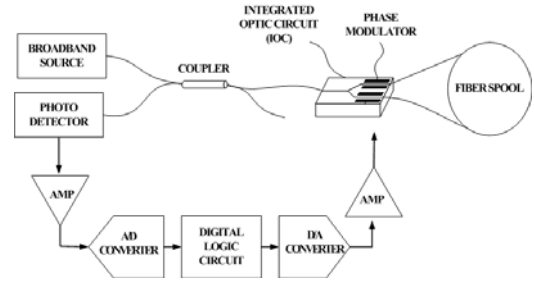 INTEGRATED
OPTIC CIRCUIT
(IOC)
PHASE
MODULATOR
BROADBAND
SOURCE
COUPLER
FIBER SPOOL
PHOTO
DETECTOR
AMP
AMP
A/D
CONVERTER
DIGITAL
LOGIC
CIRCUIT
D/A
CONVERTER